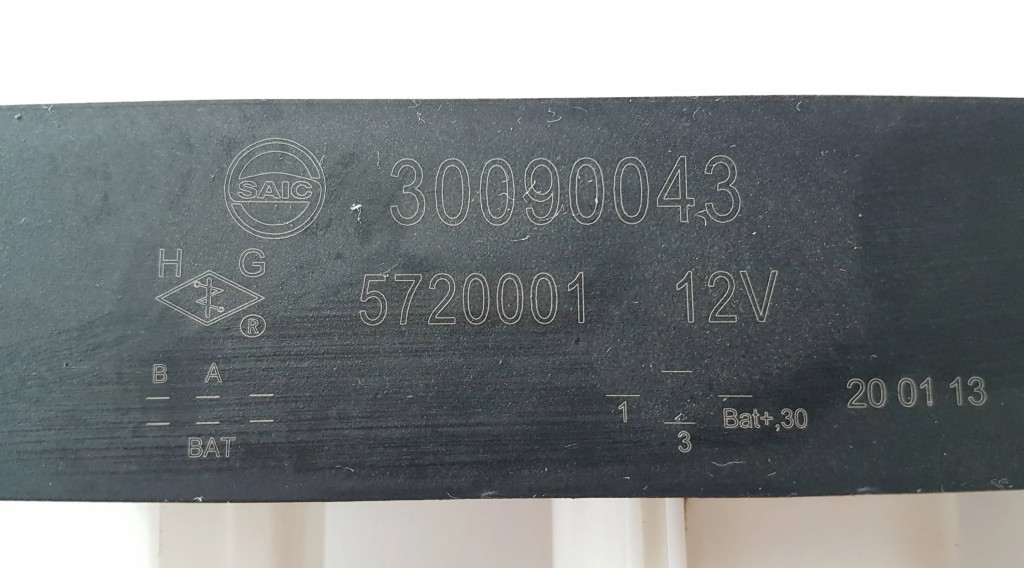 SAIC 30090043
H G
® 5720001 12V
B A
1 Bat+,30 20 01 13
BAT 3